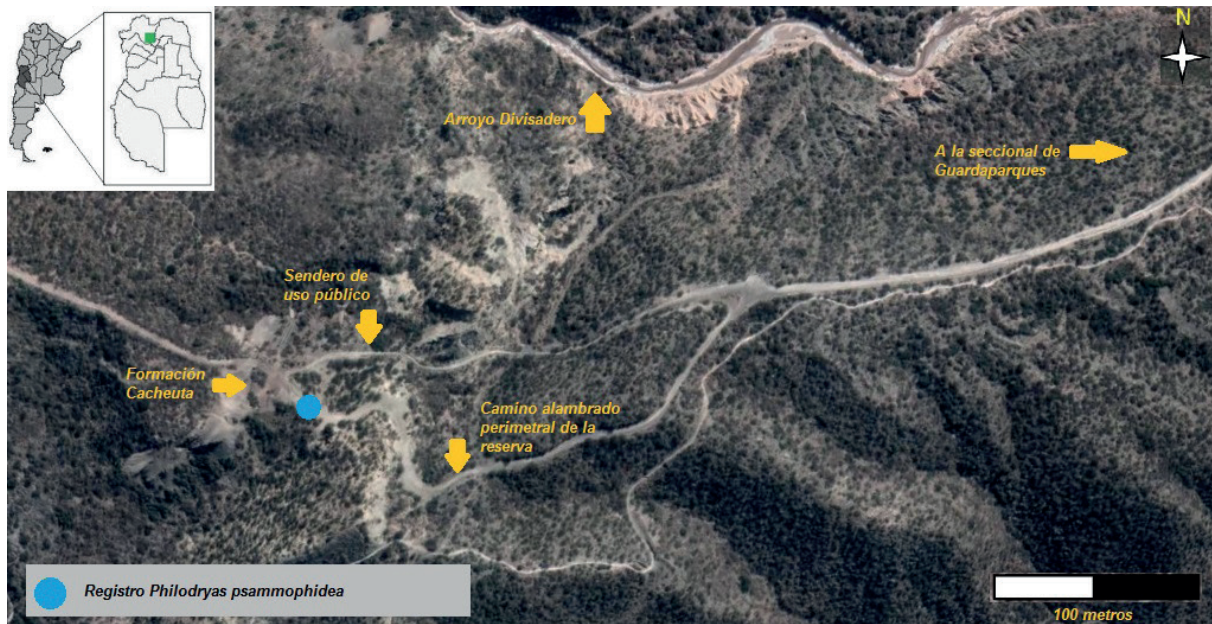 N
Arroyo Divisadero
A la seccional de
Guardaparques
Sendero de
uso público
Formación
Cacheuta
Camino alambrado
perimetral de la
reserva
Registro Philodryas psammophidea
100 metros